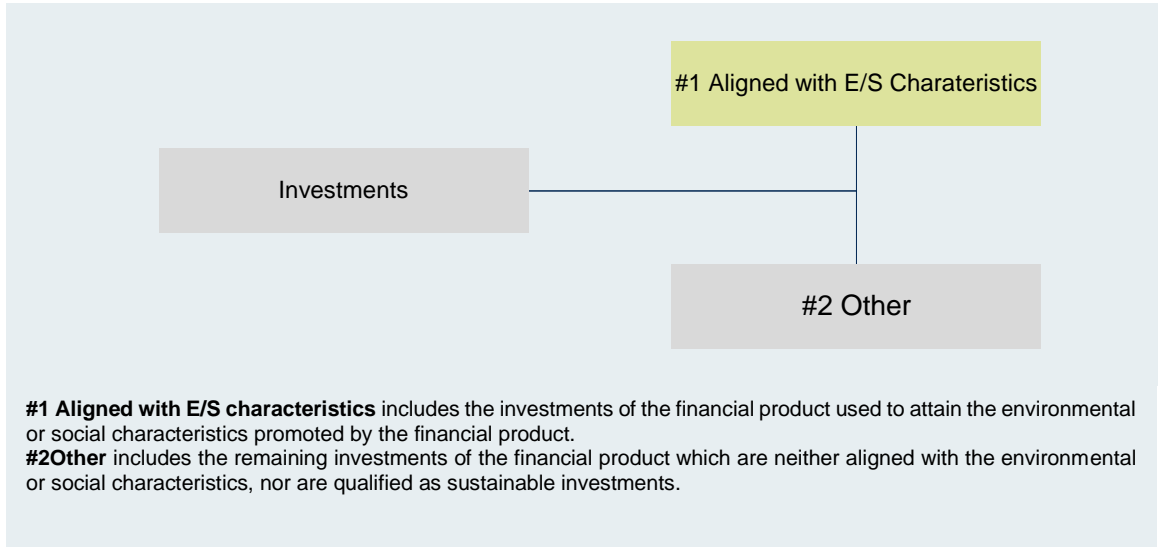 #1 Aligned with E/S Charateristics
Investments
#2 Other
#1 Aligned with E/S characteristics includes the investments of the financial product used to attain the environmental
or social characteristics promoted by the financial product.
#2Other includes the remaining investments of the financial product which are neither aligned with the environmental
or social characteristics, nor are qualified as sustainable investments.